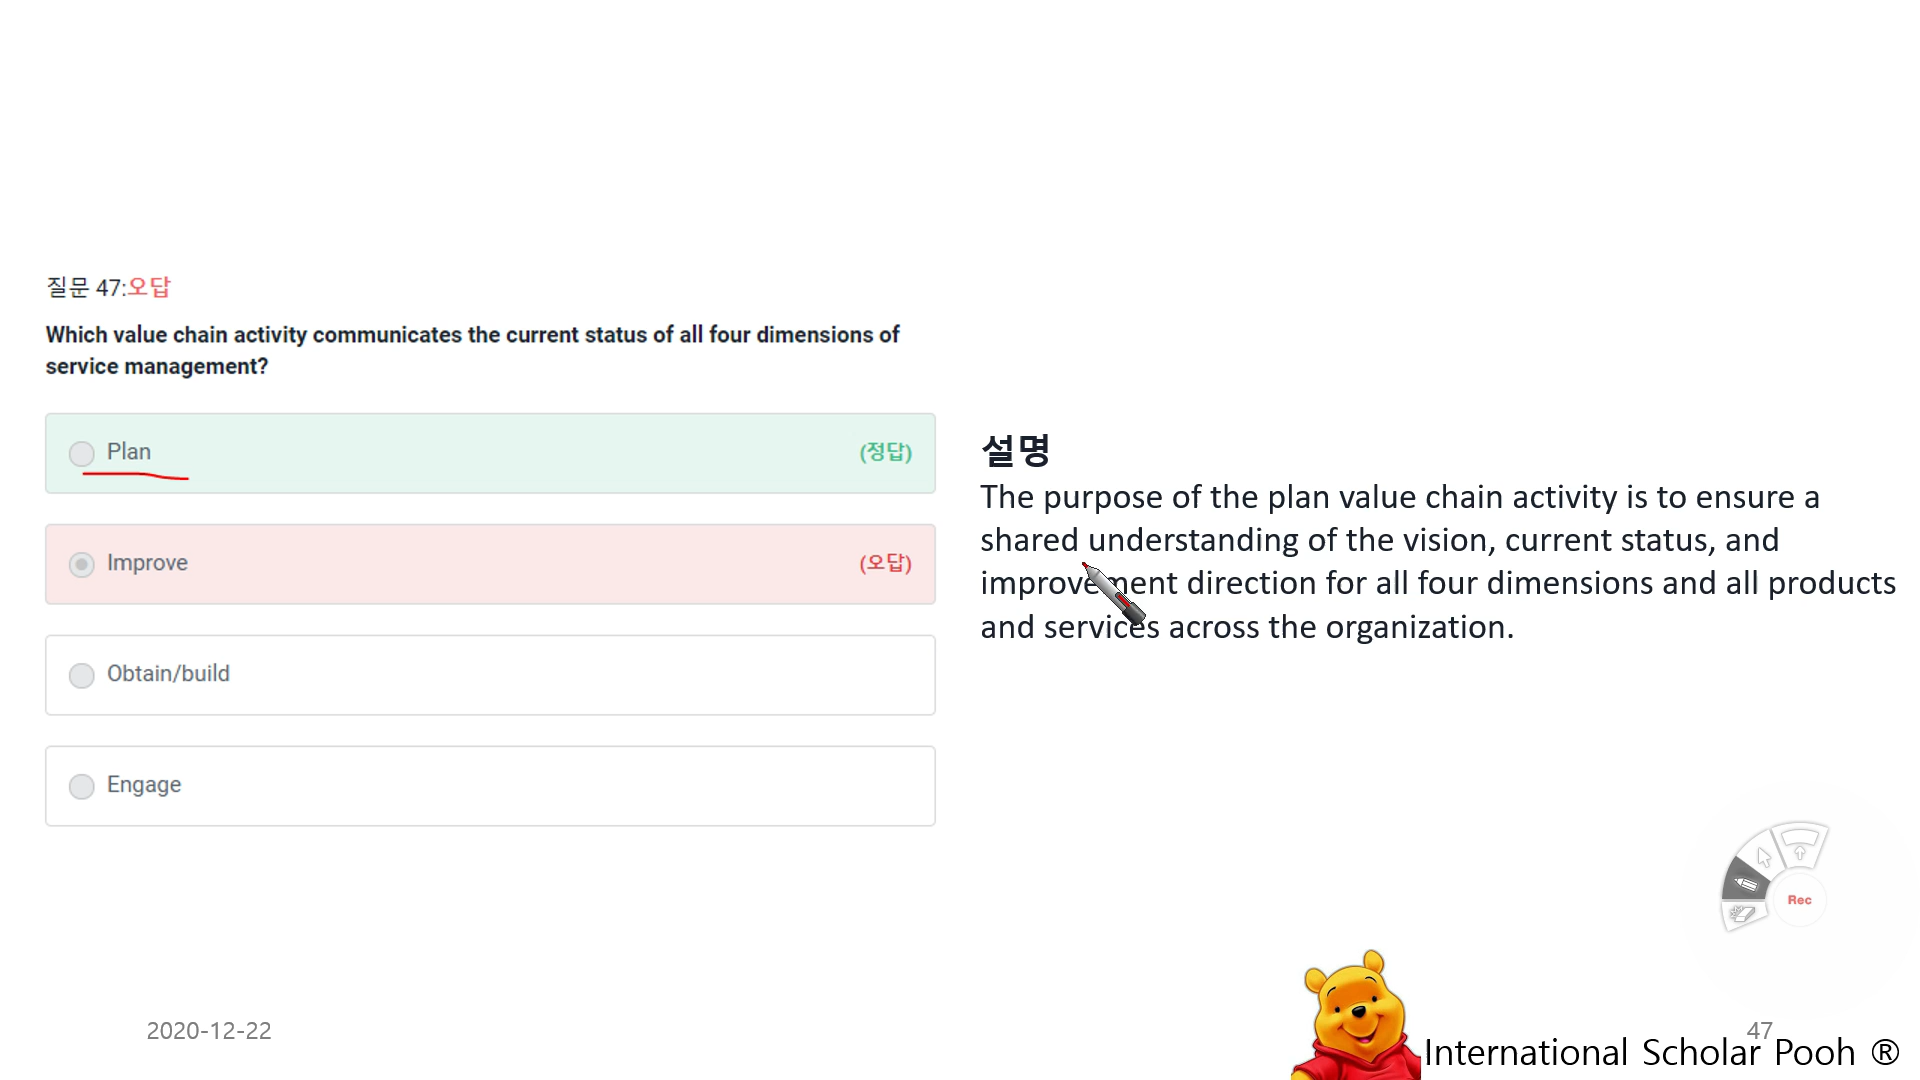 질문 47:오답
Which value chain activity communicates the current status of all four dimensions of
service management?
Plan
(정답)
Improve
(오답)
Obtain/build
Engage
설명
The purpose of the plan value chain activity is to ensure a
shared understanding of the vision, current status, and
improvement direction for all four dimensions and all products
and services across the organization.
Rec
2020-12-22
47
International Scholar Pooh ®